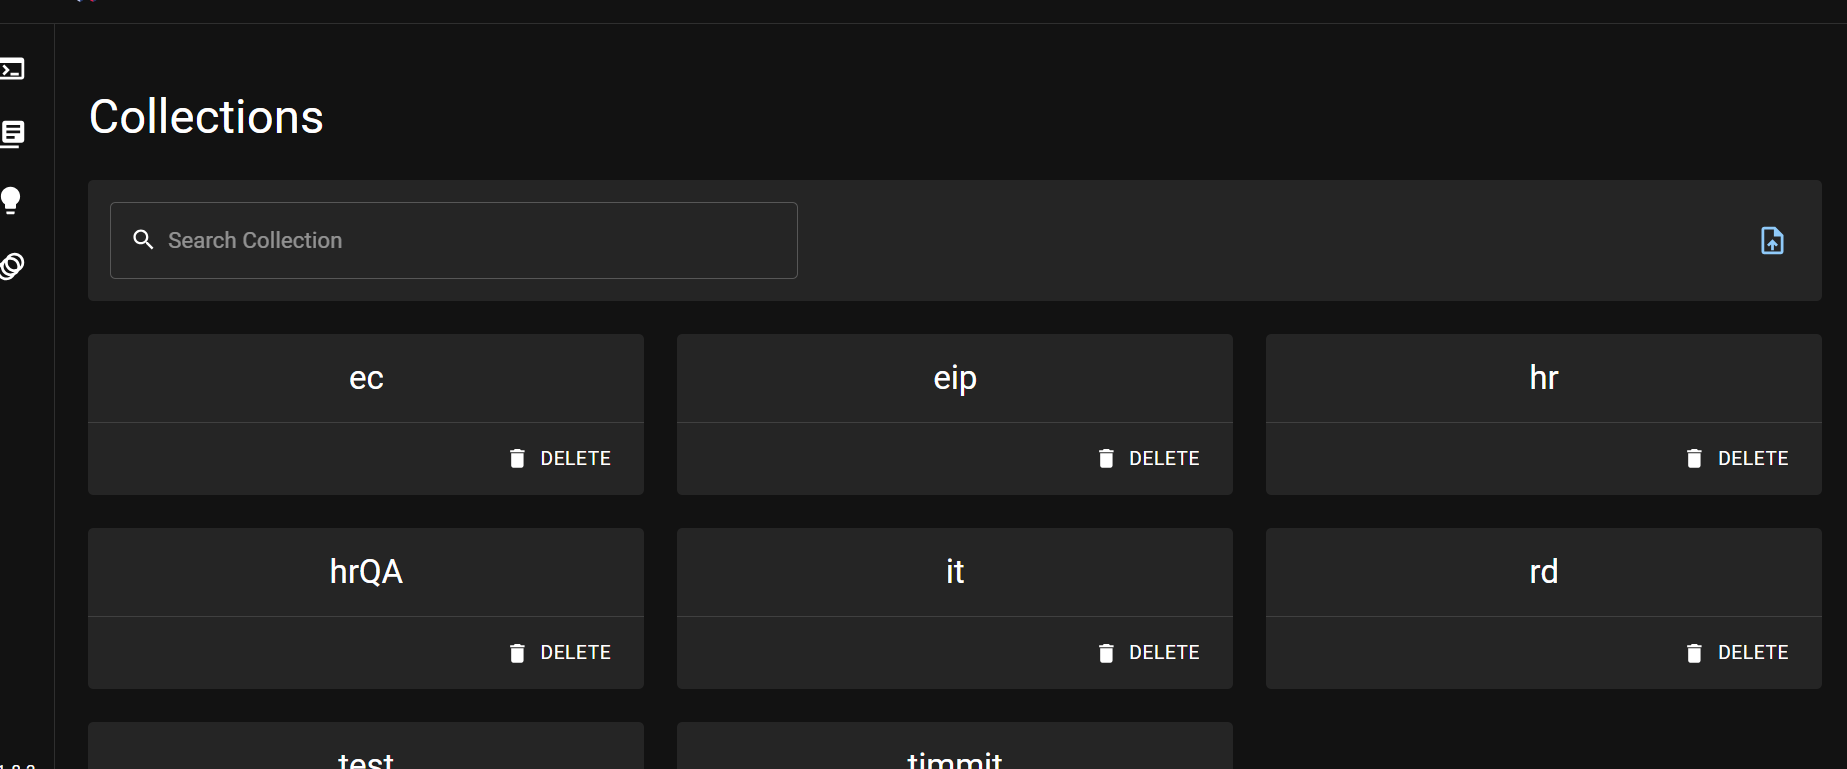 Collections
Search Collection
ec
eip
hr
DELETE
DELETE
DELETE
hrQA
it
rd
DELETE
DELETE
DELETE
test
timmit